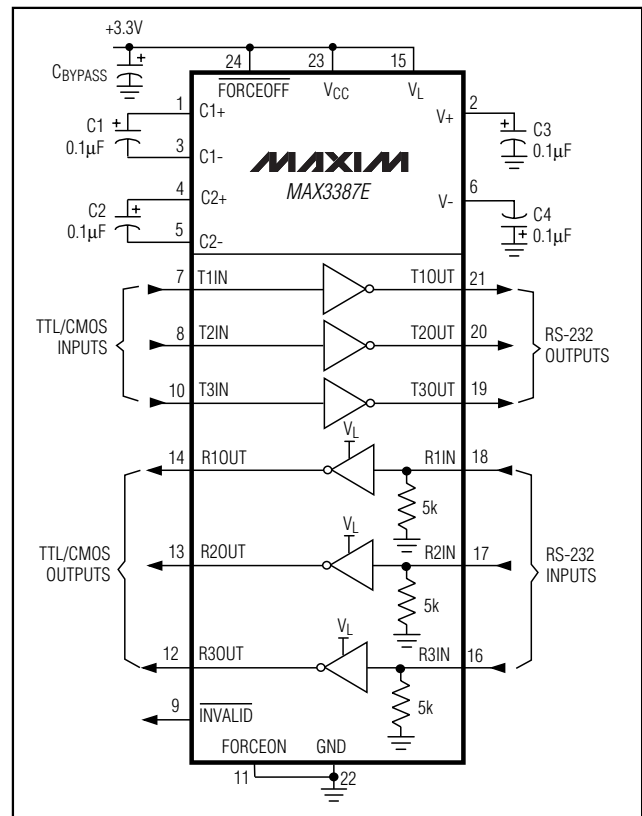 +3.3V
CBYPASS
24
23
15
FORCEOFF
VCC
VL
1
C1+
V+
2
C1
0.1µF
C3
0.1µF
3
C1-
MAXIM
MAX3387E
4
C2+
V-
6
C2
0.1µF
C4
0.1µF
5
C2-
7
T1IN
T1OUT
21
TTL/CMOS
INPUTS
8
T2IN
T2OUT
20
RS-232
OUTPUTS
10
T3IN
T3OUT
19
14
R1OUT
VL
R1IN
18
5k
TTL/CMOS
OUTPUTS
13
R2OUT
VL
R2IN
17
RS-232
INPUTS
5k
12
R3OUT
VL
R3IN
16
5k
9
INVALID
FORCEON
GND
11
22